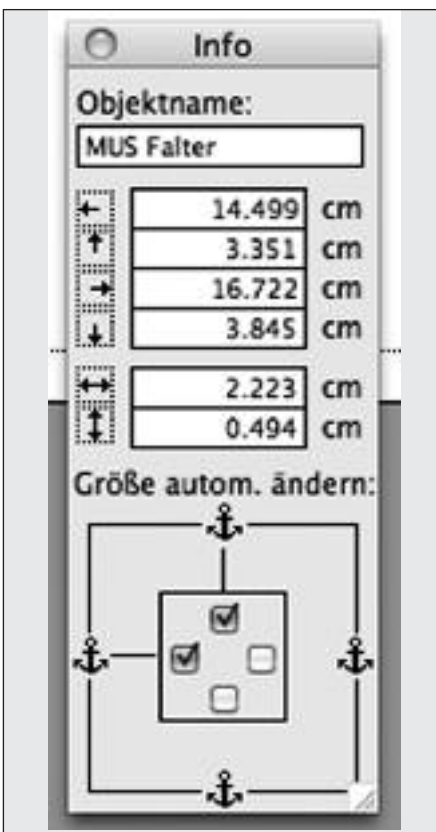 Info
Objektname:
MUS Falter
14.499 cm
3.351 cm
16.722 cm
3.845 cm
2.223 cm
0.494 cm
Größe autom. ändern: